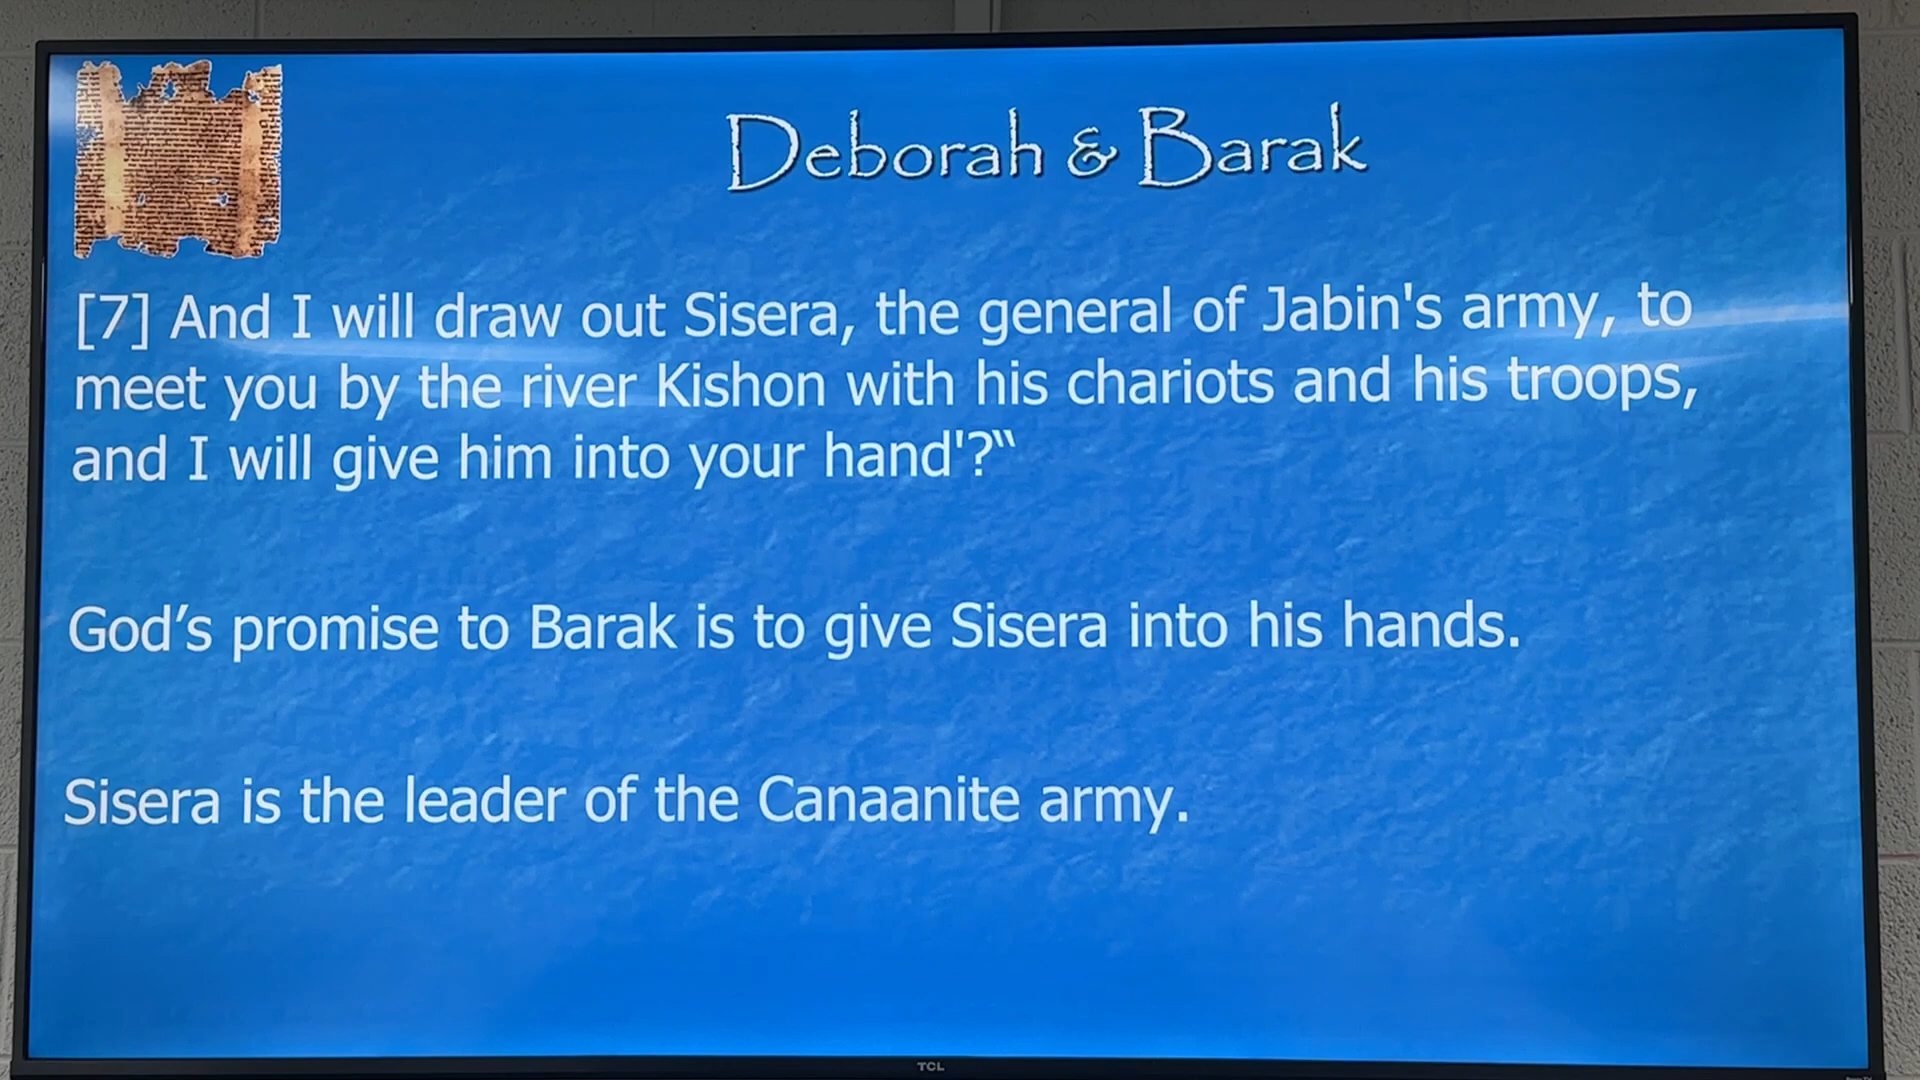 Deborah & Barak
[7] And I will draw out Sisera, the general of Jabin's army, to
meet you by the river Kishon with his chariots and his troops,
and I will give him into your hand'?“
God’s promise to Barak is to give Sisera into his hands.
Sisera is the leader of the Canaanite army.
TCL